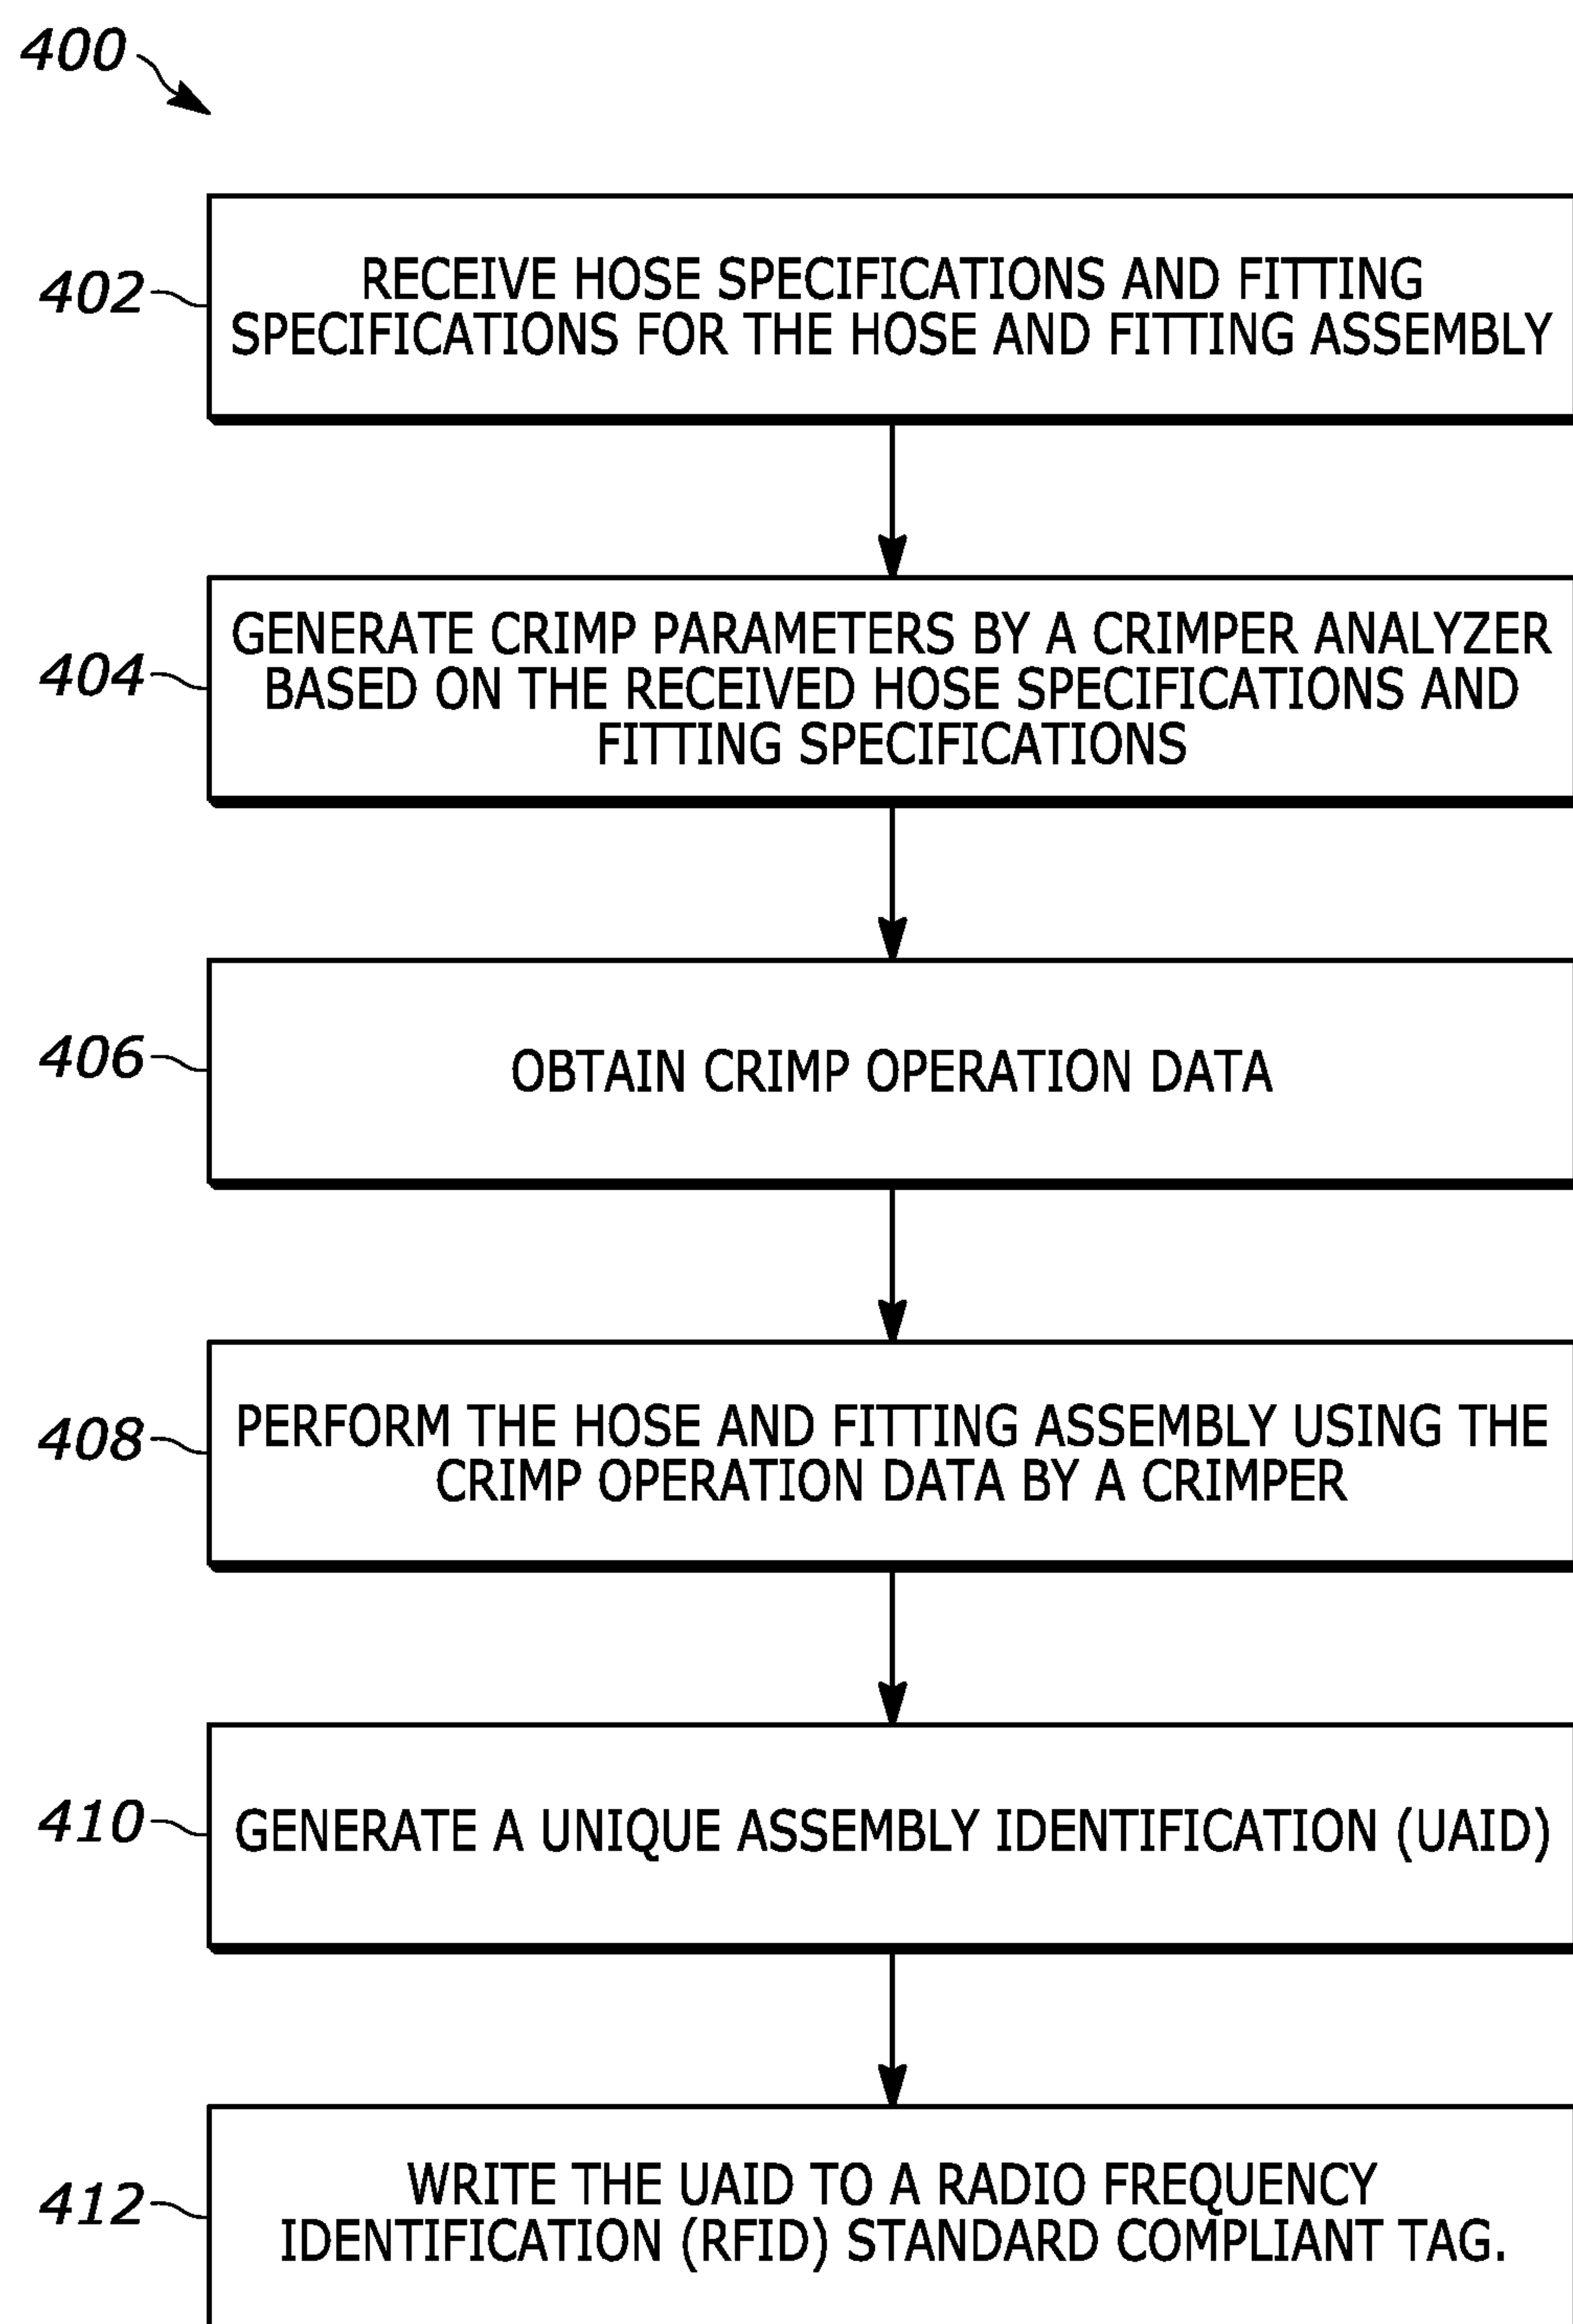 400
402
RECEIVE HOSE SPECIFICATIONS AND FITTING
SPECIFICATIONS FOR THE HOSE AND FITTING ASSEMBLY
404
GENERATE CRIMP PARAMETERS BY A CRIMPER ANALYZER
BASED ON THE RECEIVED HOSE SPECIFICATIONS AND
FITTING SPECIFICATIONS
406
OBTAIN CRIMP OPERATION DATA
408
PERFORM THE HOSE AND FITTING ASSEMBLY USING THE
CRIMP OPERATION DATA BY A CRIMPER
410
GENERATE A UNIQUE ASSEMBLY IDENTIFICATION (UAID)
412
WRITE THE UAID TO A RADIO FREQUENCY
IDENTIFICATION (RFID) STANDARD COMPLIANT TAG.